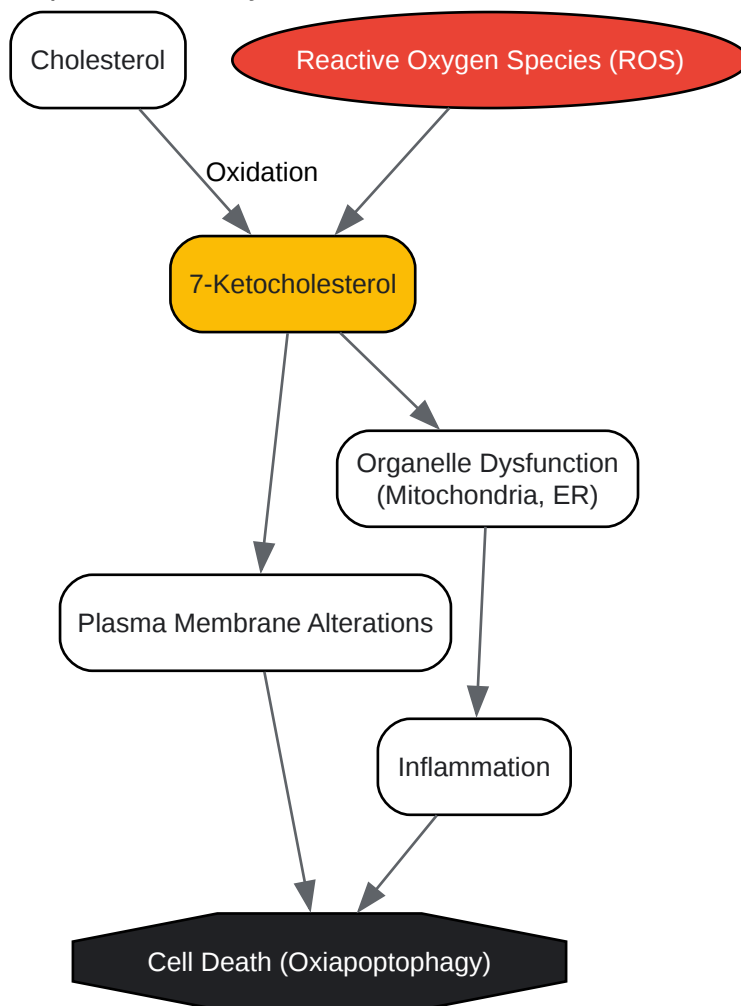 Cholesterol
Reactive Oxygen Species (ROS)
Oxidation
7-Ketocholesterol
Organelle Dysfunction
(Mitochondria, ER)
Plasma Membrane Alterations
Inflammation
Cell Death (Oxiapoptophagy)